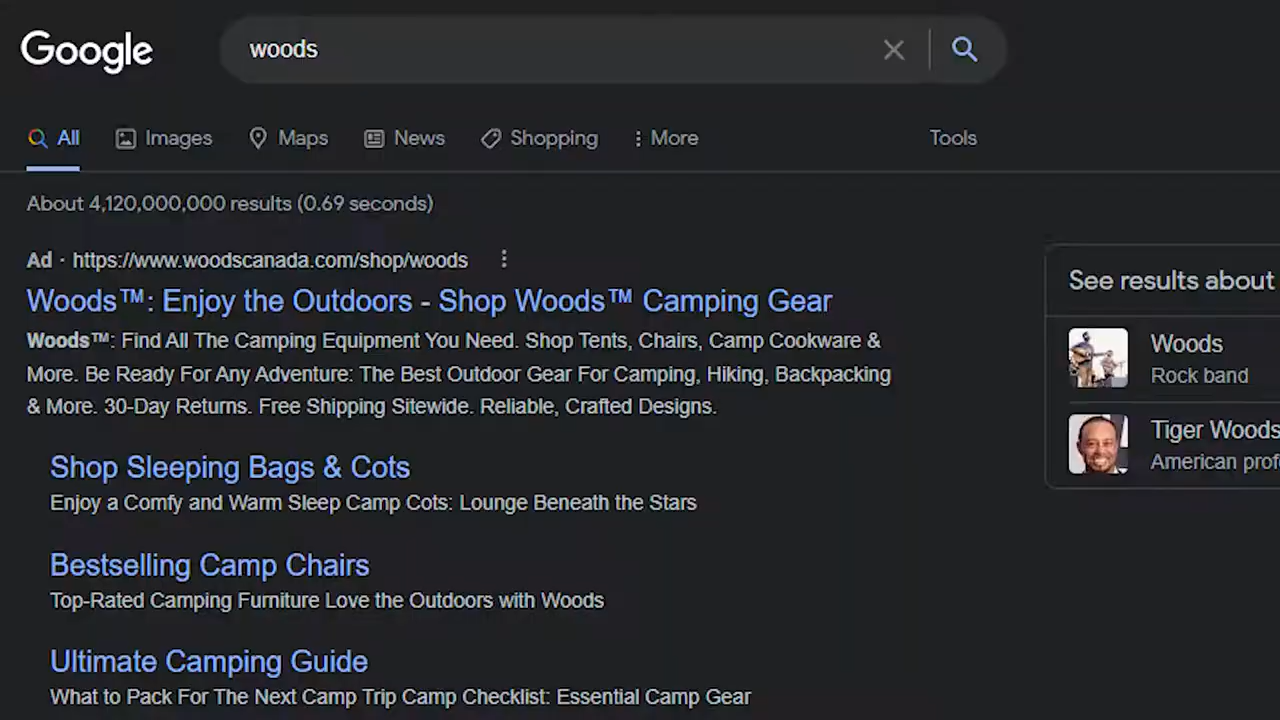 Google
woods
All
Images
Maps
News
Shopping
More
Tools
About 4,120,000,000 results (0.69 seconds)
Ad · https://www.woodscanada.com/shop/woods
Woods™: Enjoy the Outdoors - Shop Woods™ Camping Gear
Woods™: Find All The Camping Equipment You Need. Shop Tents, Chairs, Camp Cookware &
More. Be Ready For Any Adventure: The Best Outdoor Gear For Camping, Hiking, Backpacking
& More. 30-Day Returns. Free Shipping Sitewide. Reliable, Crafted Designs.
Shop Sleeping Bags & Cots
Enjoy a Comfy and Warm Sleep Camp Cots: Lounge Beneath the Stars
Bestselling Camp Chairs
Top-Rated Camping Furniture Love the Outdoors with Woods
Ultimate Camping Guide
What to Pack For The Next Camp Trip Camp Checklist: Essential Camp Gear
See results about
Woods
Rock band
Tiger Woods
American prof